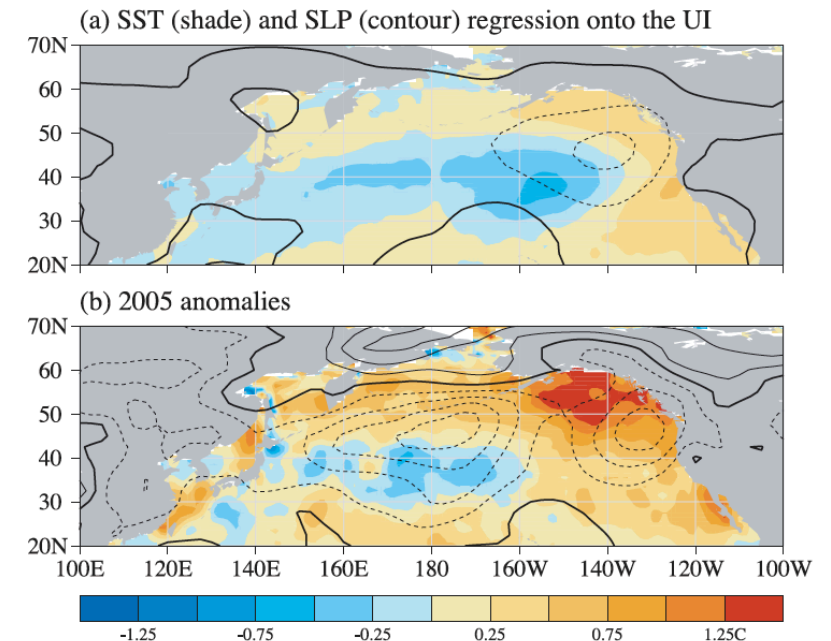 (a) SST (shade) and SLP (contour) regression onto the UI
70N
60
50
40
30
20N
(b) 2005 anomalies
70N
60
50
40
30
20N
100E 120E 140E 160E 180 160W 140W 120W 100W
-1.25 -0.75 -0.25 0.25 0.75 1.25C